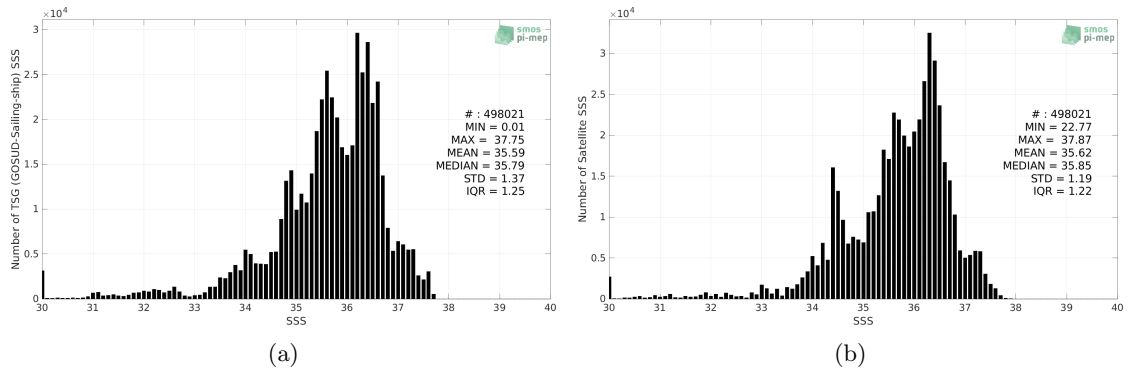 ×10⁴
smos
pi-mep
Number of TSG (GOSUD-Sailing-ship) SSS
3
2.5
2
1.5
1
0.5
0
# : 498021
MIN = 0.01
MAX = 37.75
MEAN = 35.59
MEDIAN = 35.79
STD = 1.37
IQR = 1.25
30 31 32 33 34 35 36 37 38 39 40
SSS
(a)
×10⁴
smos
pi-mep
Number of Satellite SSS
3
2.5
2
1.5
1
0.5
0
# : 498021
MIN = 22.77
MAX = 37.87
MEAN = 35.62
MEDIAN = 35.85
STD = 1.19
IQR = 1.22
30 31 32 33 34 35 36 37 38 39 40
SSS
(b)